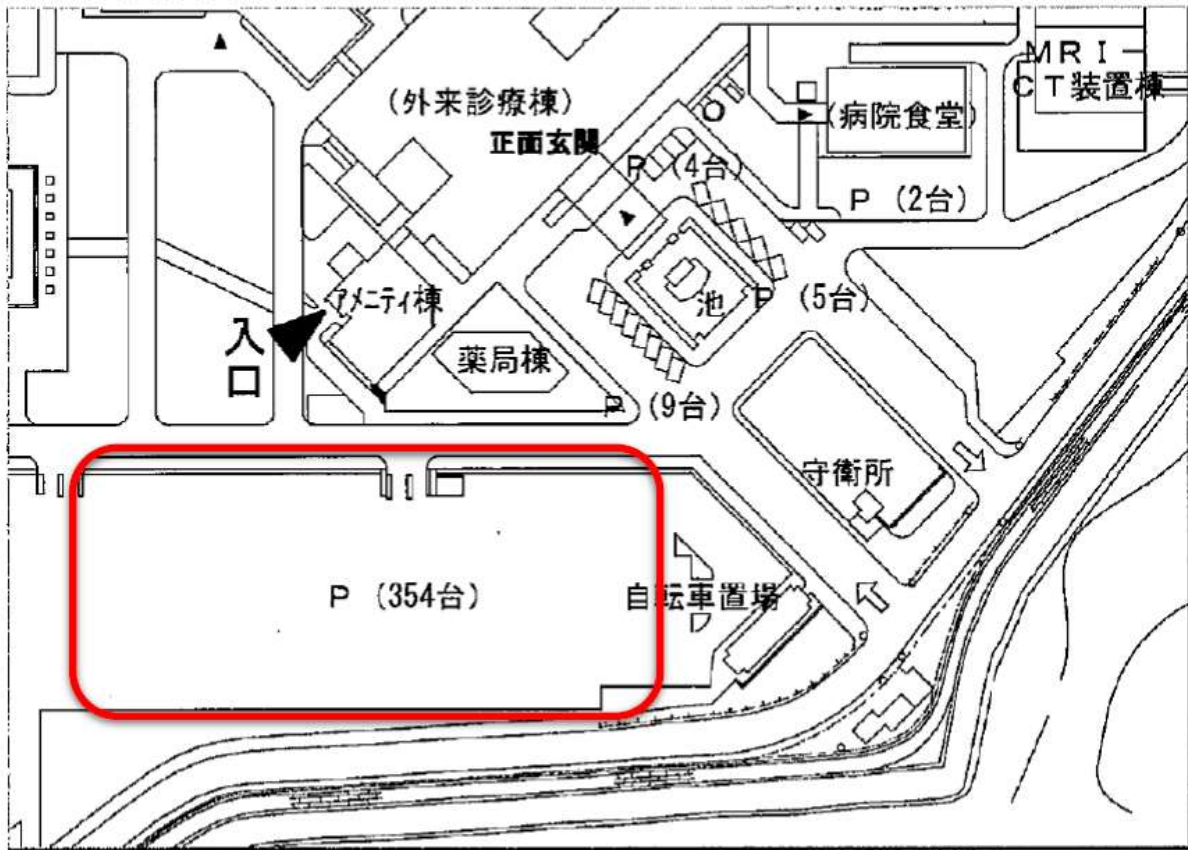 MRI-
CT装置棟
(外来診療棟)
(病院食堂)
正面玄関
P (4台)
P (2台)
アメニティ棟
池
P (5台)
入口
薬局棟
P (9台)
守衛所
P (354台)
自転車置場